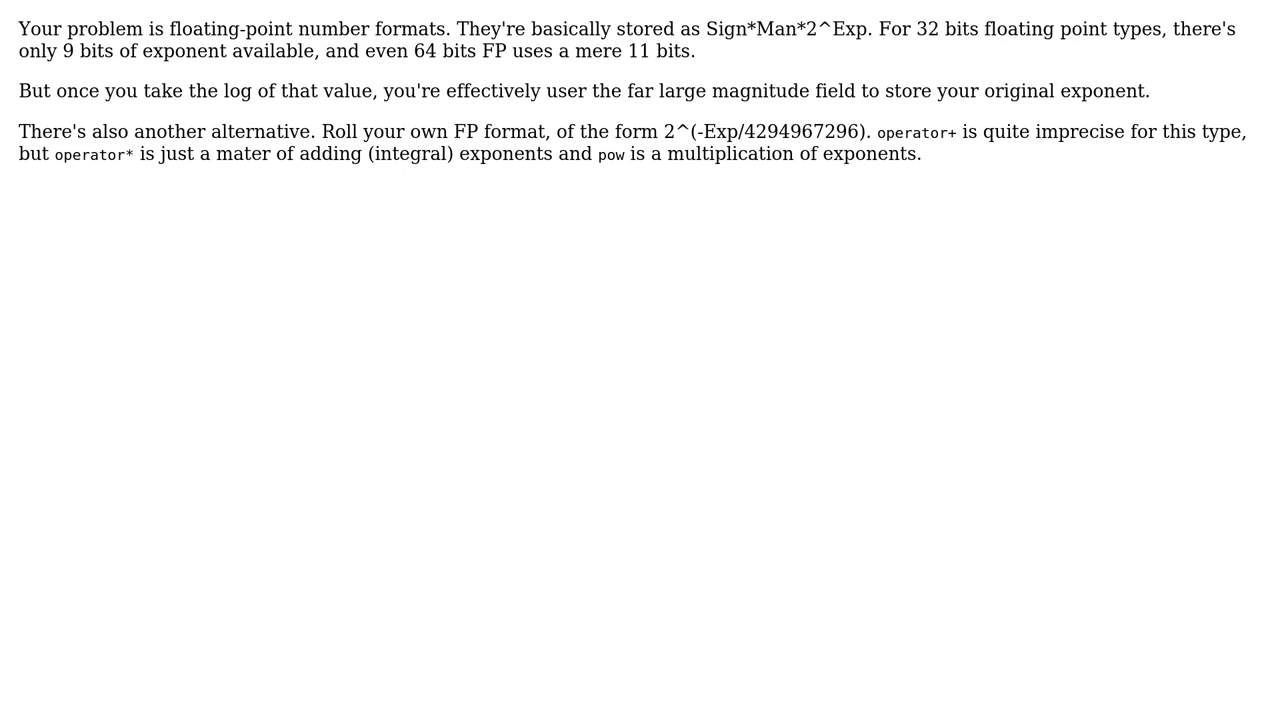 Your problem is floating-point number formats. They're basically stored as Sign*Man*2^Exp. For 32 bits floating point types, there's
only 9 bits of exponent available, and even 64 bits FP uses a mere 11 bits.
But once you take the log of that value, you're effectively user the far large magnitude field to store your original exponent.
There's also another alternative. Roll your own FP format, of the form 2^(-Exp/4294967296). operator+ is quite imprecise for this type,
but operator* is just a mater of adding (integral) exponents and pow is a multiplication of exponents.